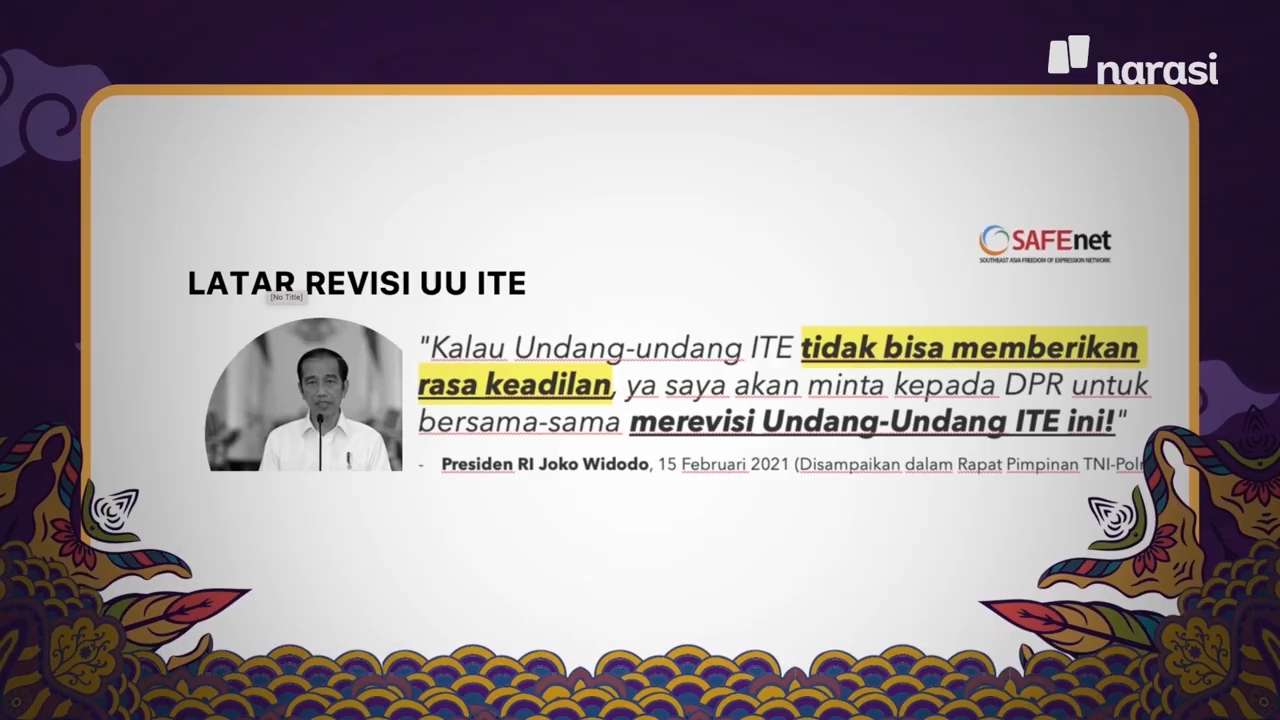 narasi
SAFEnet
SOUTHEAST ASIA FREEDOM OF EXPRESSION NETWORK
LATAR REVISI UU ITE
[No Title]
"Kalau Undang-undang ITE tidak bisa memberikan
rasa keadilan, ya saya akan minta kepada DPR untuk
bersama-sama merevisi Undang-Undang ITE ini!"
- Presiden RI Joko Widodo, 15 Februari 2021 (Disampaikan dalam Rapat Pimpinan TNI-Polr